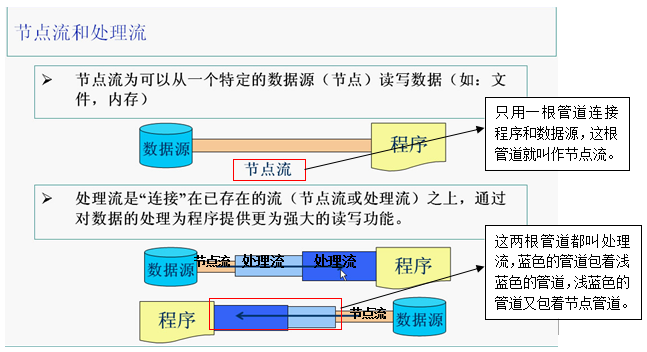 节点流和处理流
节点流为可以从一个特定的数据源（节点）读写数据（如：文
件，内存）
数据源
程序
节点流
只用一根管道连接
程序和数据源，这根
管道就叫作节点流。
处理流是“连接”在已存在的流（节点流或处理流）之上，通过
对数据的处理为程序提供更为强大的读写功能。
数据源
节点流
处理流
处理流
程序
这两根管道都叫处理
流，蓝色的管道包着浅
蓝色的管道，浅蓝色的
管道又包着节点管道。
程序
节点流
数据源